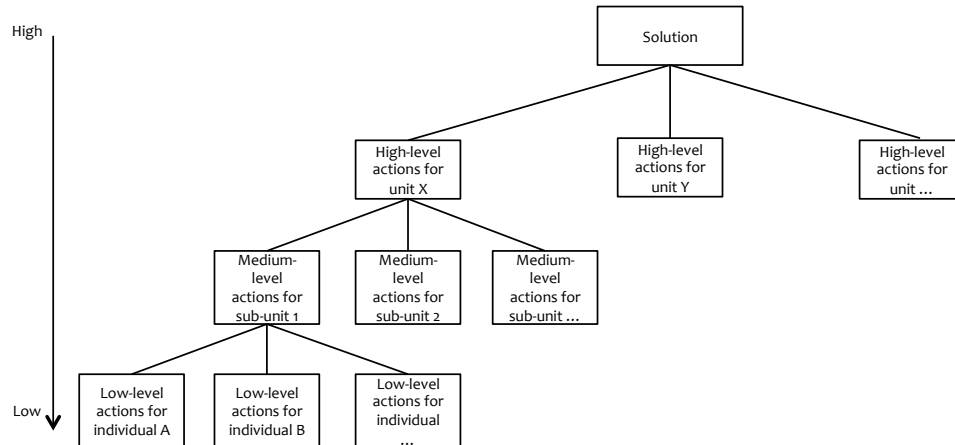 High
Solution
High-level
actions for
unit X
High-level
actions for
unit Y
High-level
actions for
unit ...
Medium-
level
actions for
sub-unit 1
Medium-
level
actions for
sub-unit 2
Medium-
level
actions for
sub-unit ...
Low
Low-level
actions for
individual A
Low-level
actions for
individual B
Low-level
actions for
individual
...